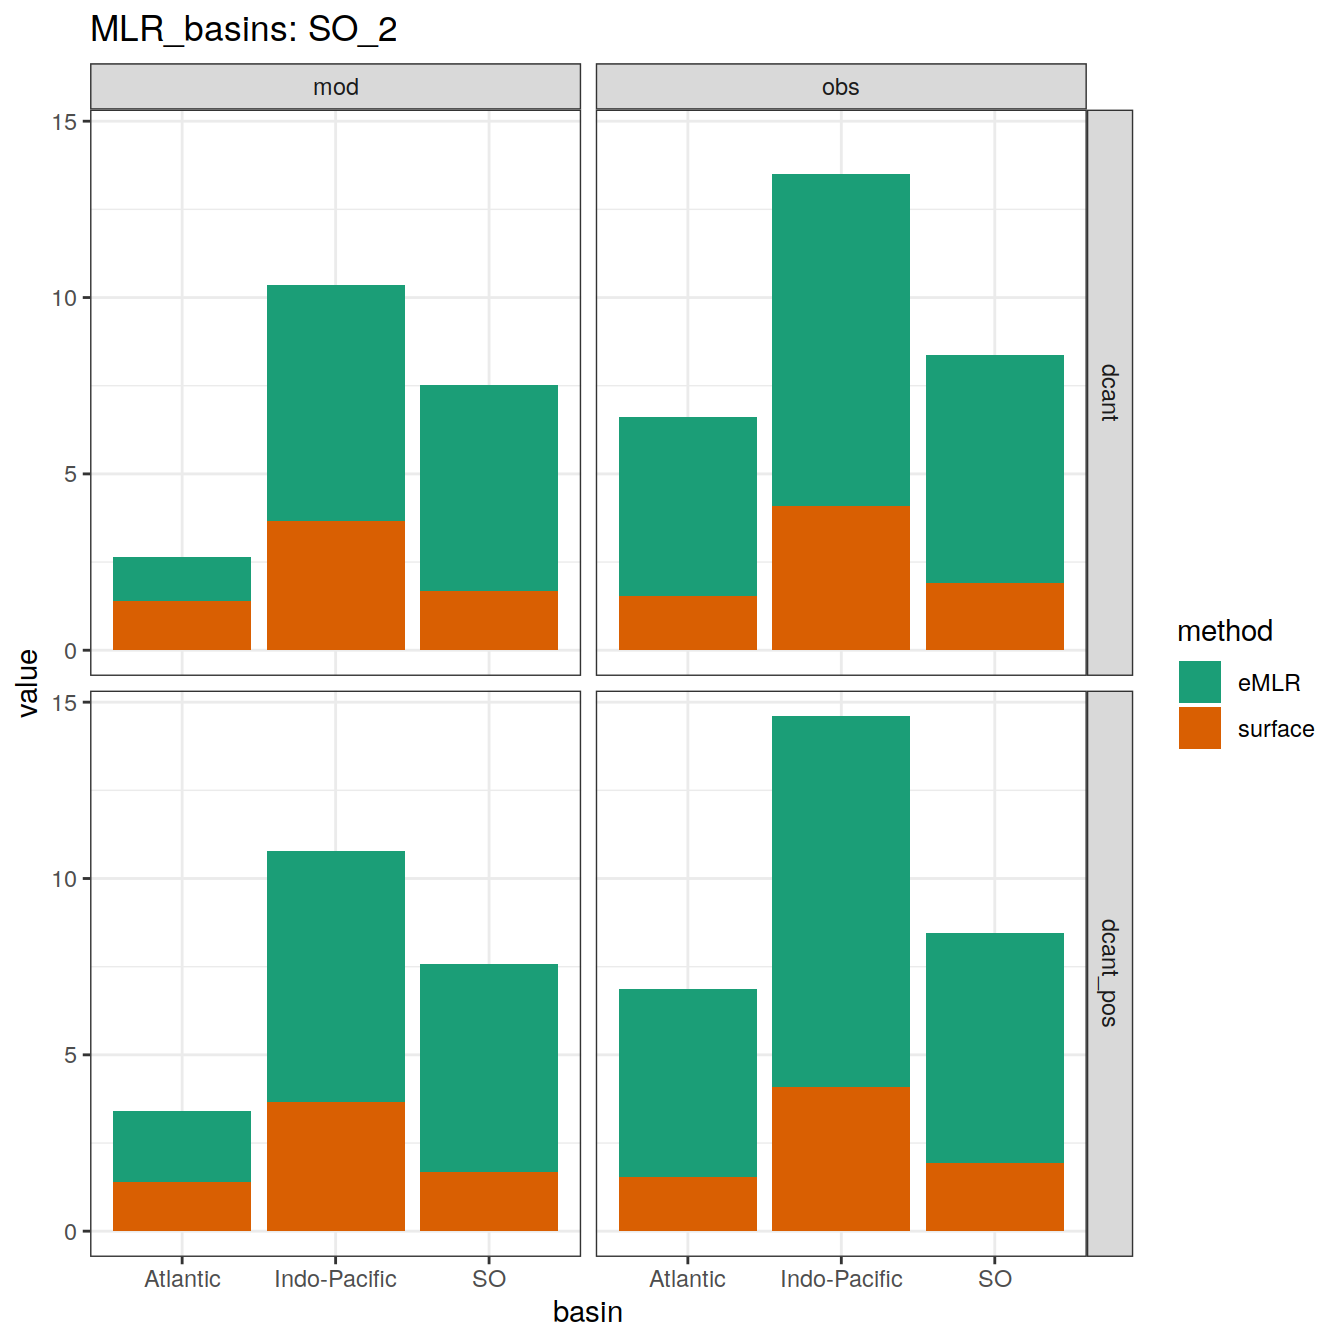 MLR_basins: SO_2
mod
obs
15
10
5
0
dcant
15
10
5
0
dcant_pos
value
Atlantic
Indo-Pacific
SO
Atlantic
Indo-Pacific
SO
basin
method
eMLR
surface